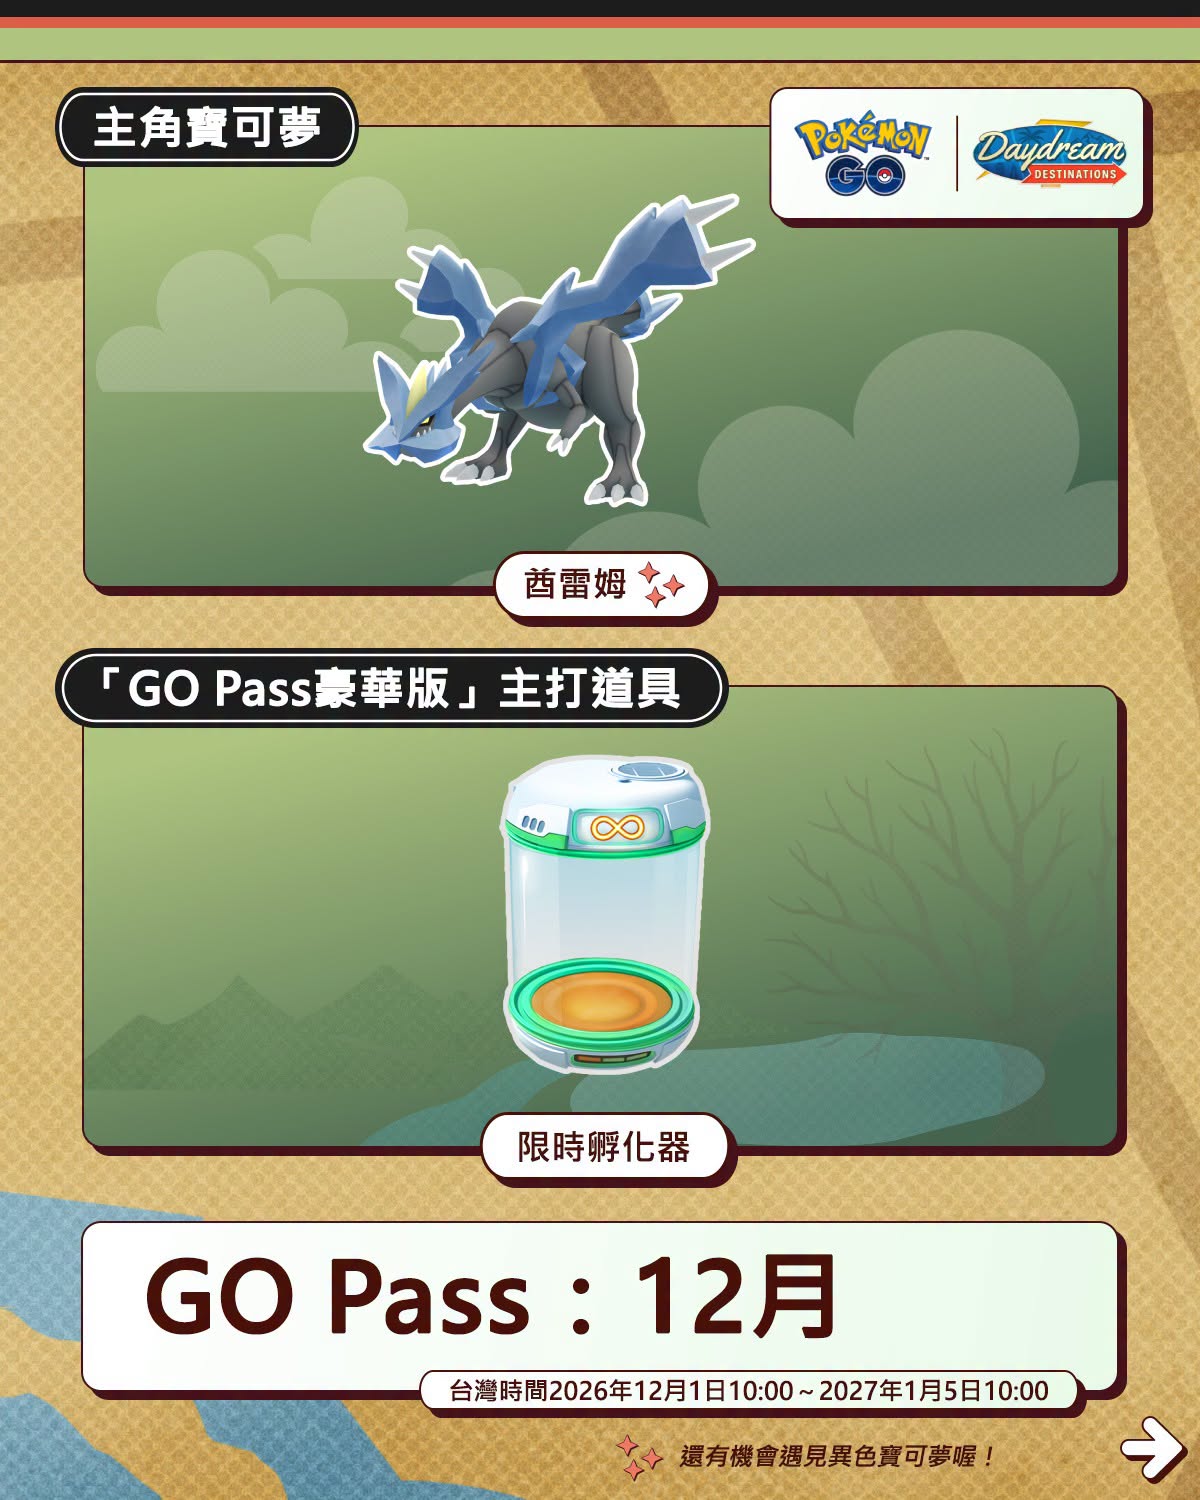 主角寶可夢
POKÉMON GO
Daydream
DESTINATIONS
酋雷姆
「GO Pass豪華版」主打道具
限時孵化器
GO Pass：12月
台灣時間2026年12月1日10:00～2027年1月5日10:00
還有機會遇見異色寶可夢喔！